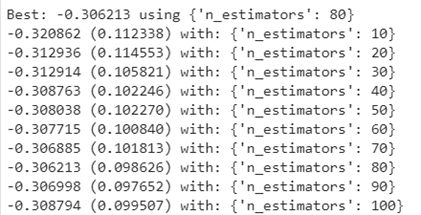 Best: -0.306213 using {'n_estimators': 80}
-0.320862 (0.112338) with: {'n_estimators': 10}
-0.312936 (0.114553) with: {'n_estimators': 20}
-0.312914 (0.105821) with: {'n_estimators': 30}
-0.308763 (0.102246) with: {'n_estimators': 40}
-0.308038 (0.102270) with: {'n_estimators': 50}
-0.307715 (0.100840) with: {'n_estimators': 60}
-0.306885 (0.101813) with: {'n_estimators': 70}
-0.306213 (0.098626) with: {'n_estimators': 80}
-0.306998 (0.097652) with: {'n_estimators': 90}
-0.308794 (0.099507) with: {'n_estimators': 100}